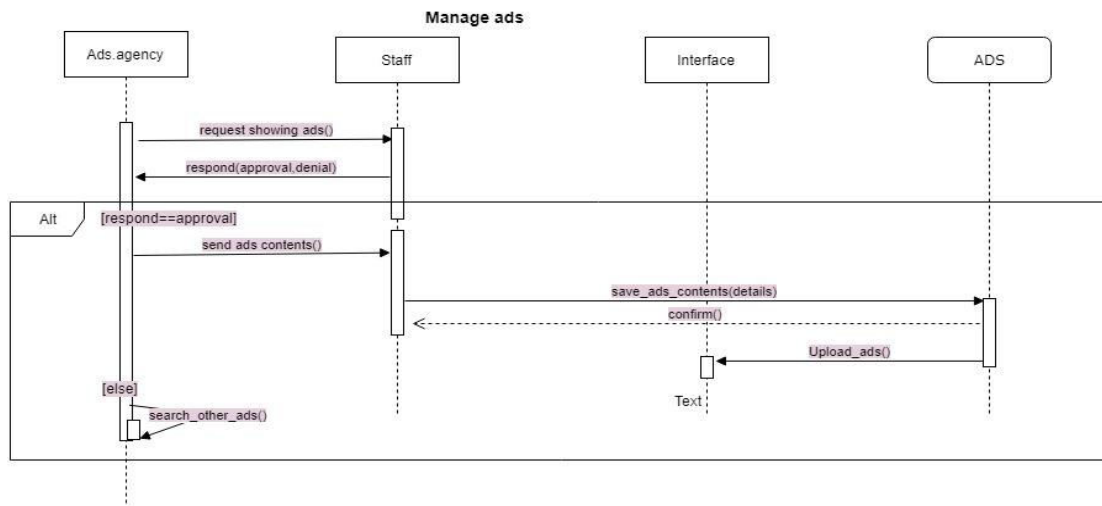 Manage ads
Ads.agency
Staff
Interface
ADS
request showing ads()
respond(approval,denial)
Alt
[respond==approval]
send ads contents()
save_ads_contents(details)
confirm()
Upload_ads()
[else]
Text
search_other_ads()